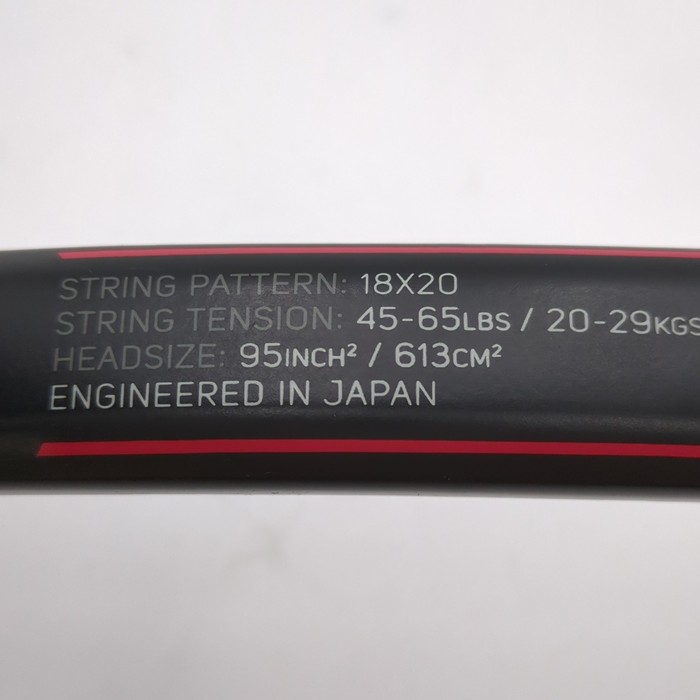 STRING PATTERN: 18X20
STRING TENSION: 45-65LBS / 20-29KGS
HEADSIZE: 95INCH² / 613CM²
ENGINEERED IN JAPAN